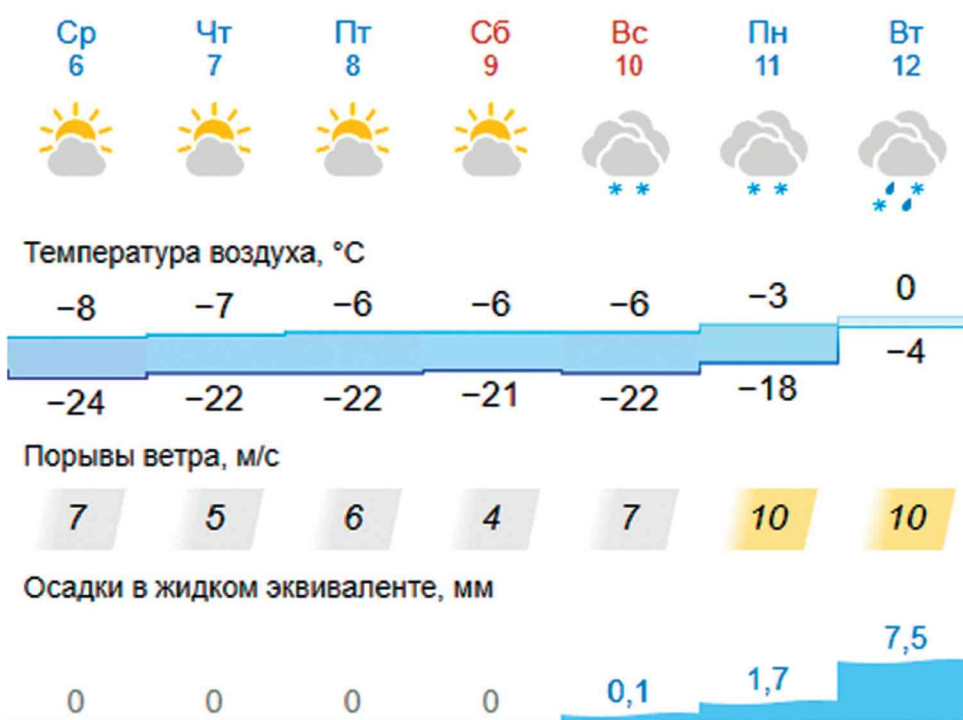 Ср Чт Пт Сб Вс Пн Вт
6 7 8 9 10 11 12
Температура воздуха, °C
−8 −7 −6 −6 −6 −3 0
−24 −22 −22 −21 −22 −18 −4
Порывы ветра, м/с
7 5 6 4 7 10 10
Осадки в жидком эквиваленте, мм
0 0 0 0 0,1 1,7 7,5